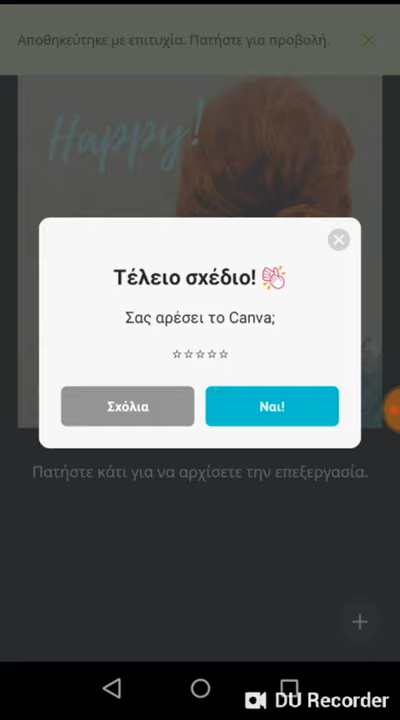 Αποθηκεύτηκε με επιτυχία. Πατήστε για προβολή.
Happy!
Τέλειο σχέδιο!
Σας αρέσει το Canva;
Σχόλια
Ναι!
Πατήστε κάτι για να αρχίσετε την επεξεργασία.
DU Recorder